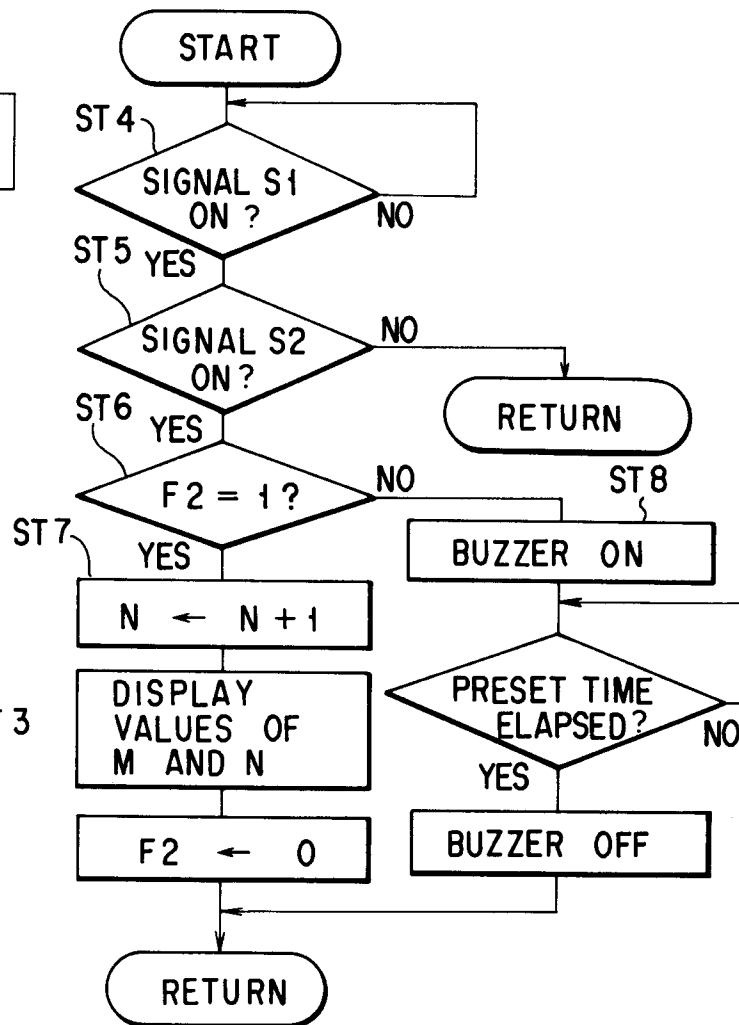 START
ST4
SIGNAL S1
ON ?
NO
ST5
YES
SIGNAL S2
ON ?
NO
RETURN
ST6
YES
F2 = 1 ?
NO
ST8
ST7
YES
BUZZER ON
N ← N + 1
DISPLAY
VALUES OF
M AND N
PRESET TIME
ELAPSED?
NO
YES
T3
F2 ← 0
BUZZER OFF
RETURN